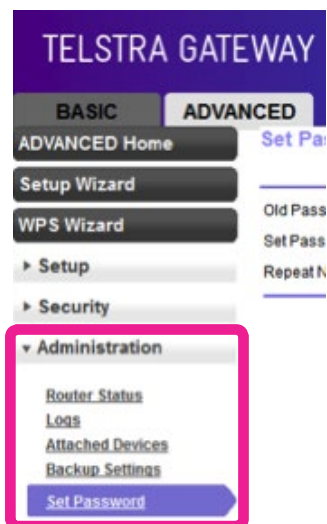 TELSTRA GATEWAY
BASIC ADVANCED
ADVANCED Home
Set Pas
Setup Wizard
WPS Wizard
Old Pass
Set Pass
Repeat N
Setup
Security
Administration
Router Status
Logs
Attached Devices
Backup Settings
Set Password